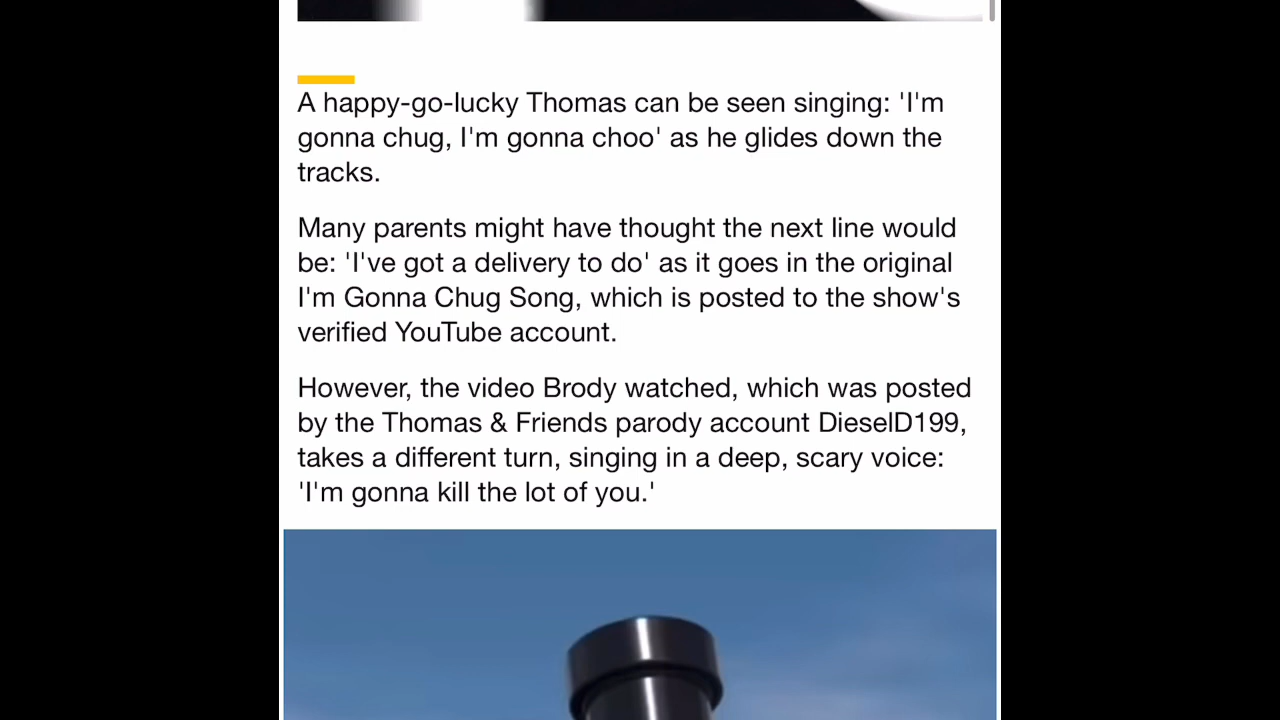 A happy-go-lucky Thomas can be seen singing: 'I'm
gonna chug, I'm gonna choo' as he glides down the
tracks.
Many parents might have thought the next line would
be: 'I've got a delivery to do' as it goes in the original
I'm Gonna Chug Song, which is posted to the show's
verified YouTube account.
However, the video Brody watched, which was posted
by the Thomas & Friends parody account DieselD199,
takes a different turn, singing in a deep, scary voice:
'I'm gonna kill the lot of you.'